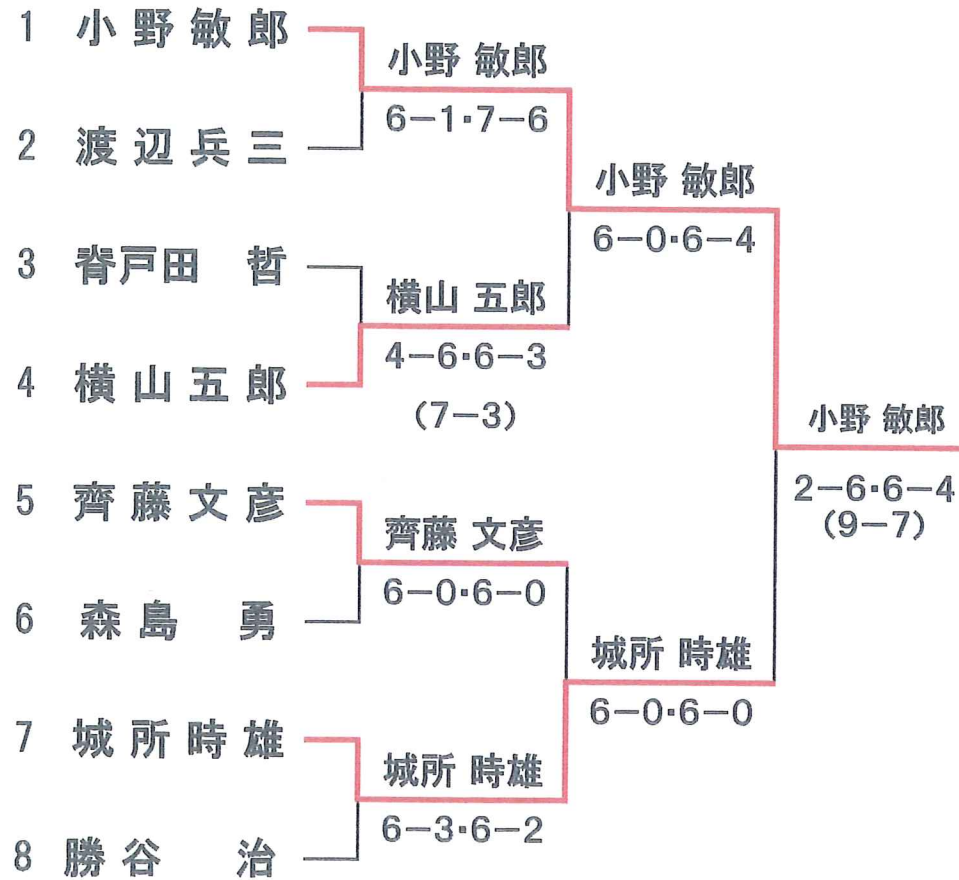 1 小野敏郎
2 渡辺兵三
3 脊戸田 哲
4 横山五郎
5 齊藤文彦
6 森島 勇
7 城所時雄
8 勝谷 治
小野 敏郎
6-1・7-6
横山 五郎
4-6・6-3
(7-3)
齊藤 文彦
6-0・6-0
城所 時雄
6-3・6-2
小野 敏郎
6-0・6-4
城所 時雄
6-0・6-0
小野 敏郎
2-6・6-4
(9-7)